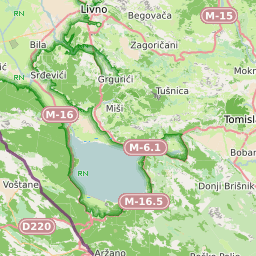 Livno
M-15
RN
Begovača
Bila
Zagoričani
Srđevići
Grgurići
Mokr
Tušnica
Miši
M-16
Tomisla
M-6.1
Bobar
RN
Voštane
Donji Brišnik
M-16.5
D220
Aržano